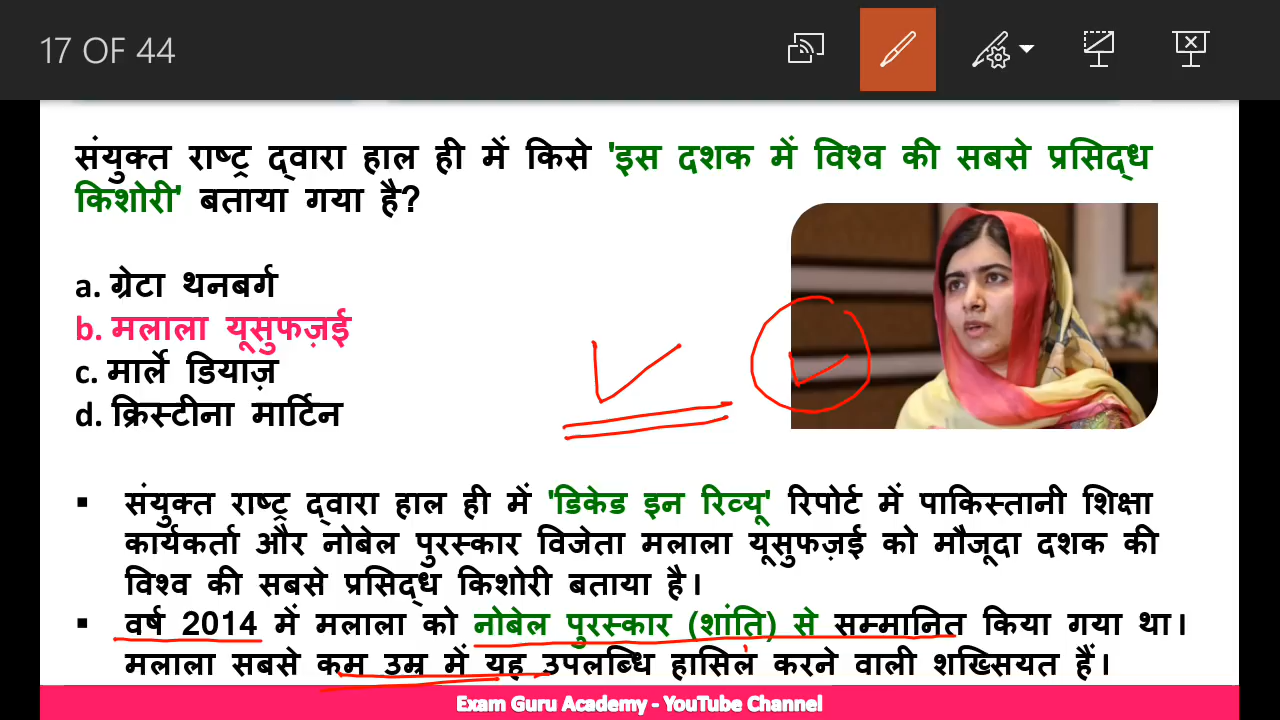 17 OF 44
संयुक्त राष्ट्र द्वारा हाल ही में किसे 'इस दशक में विश्व की सबसे प्रसिद्ध
किशोरी' बताया गया है?
a. ग्रेटा थनबर्ग
b. मलाला यूसुफज़ई
c. मार्ले डियाज़
d. क्रिस्टीना मार्टिन
▪ संयुक्त राष्ट्र द्वारा हाल ही में 'डिकेड इन रिव्यू' रिपोर्ट में पाकिस्तानी शिक्षा
कार्यकर्ता और नोबेल पुरस्कार विजेता मलाला यूसुफज़ई को मौजूदा दशक की
विश्व की सबसे प्रसिद्ध किशोरी बताया है।
▪ वर्ष 2014 में मलाला को नोबेल पुरस्कार (शांति) से सम्मानित किया गया था।
मलाला सबसे कम उम्र में यह उपलब्धि हासिल करने वाली शख्सियत हैं।
Exam Guru Academy - YouTube Channel